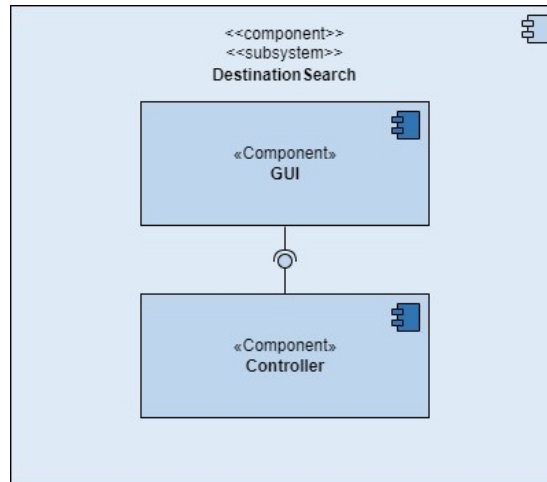 <<component>>
<<subsystem>>
Destination Search
«Component»
GUI
«Component»
Controller